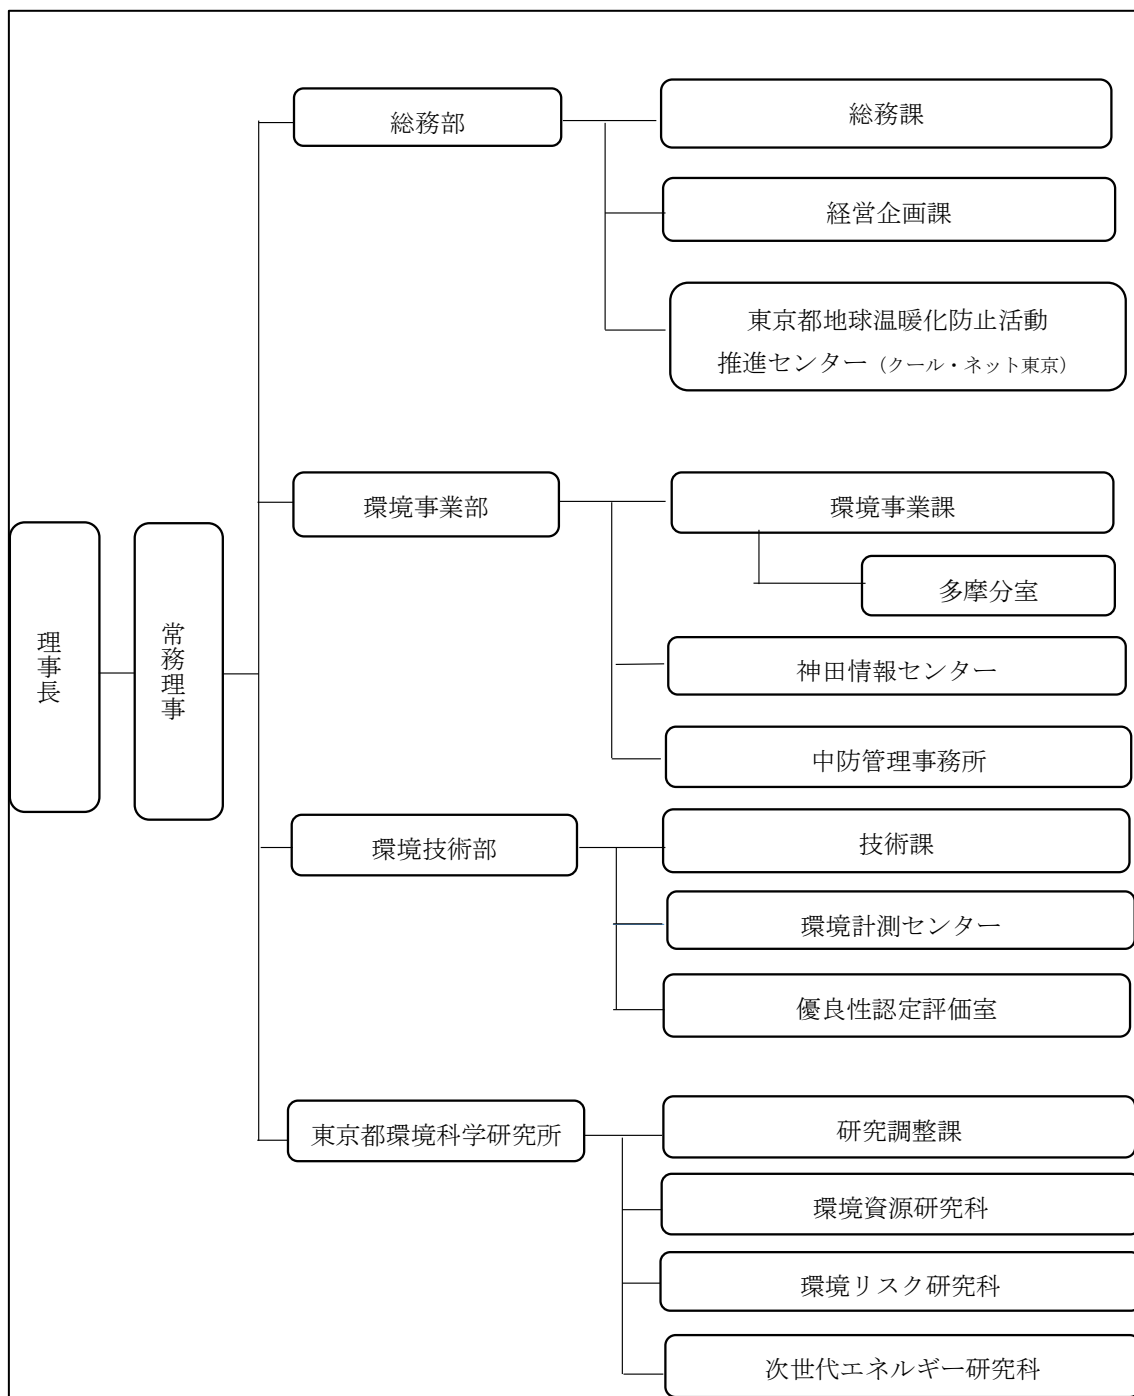 理事長
常務理事
総務部
総務課
経営企画課
東京都地球温暖化防止活動
推進センター（クール・ネット東京）
環境事業部
環境事業課
多摩分室
神田情報センター
中防管理事務所
環境技術部
技術課
環境計測センター
優良性認定評価室
東京都環境科学研究所
研究調整課
環境資源研究科
環境リスク研究科
次世代エネルギー研究科